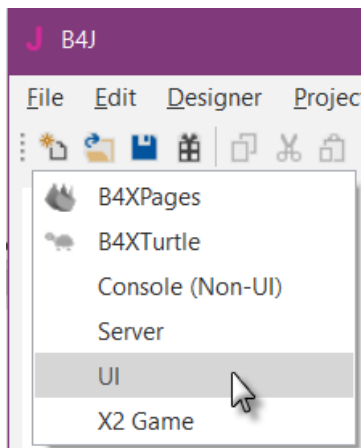 B4J
File Edit Designer Projec
B4XPages
B4XTurtle
Console (Non-UI)
Server
UI
X2 Game